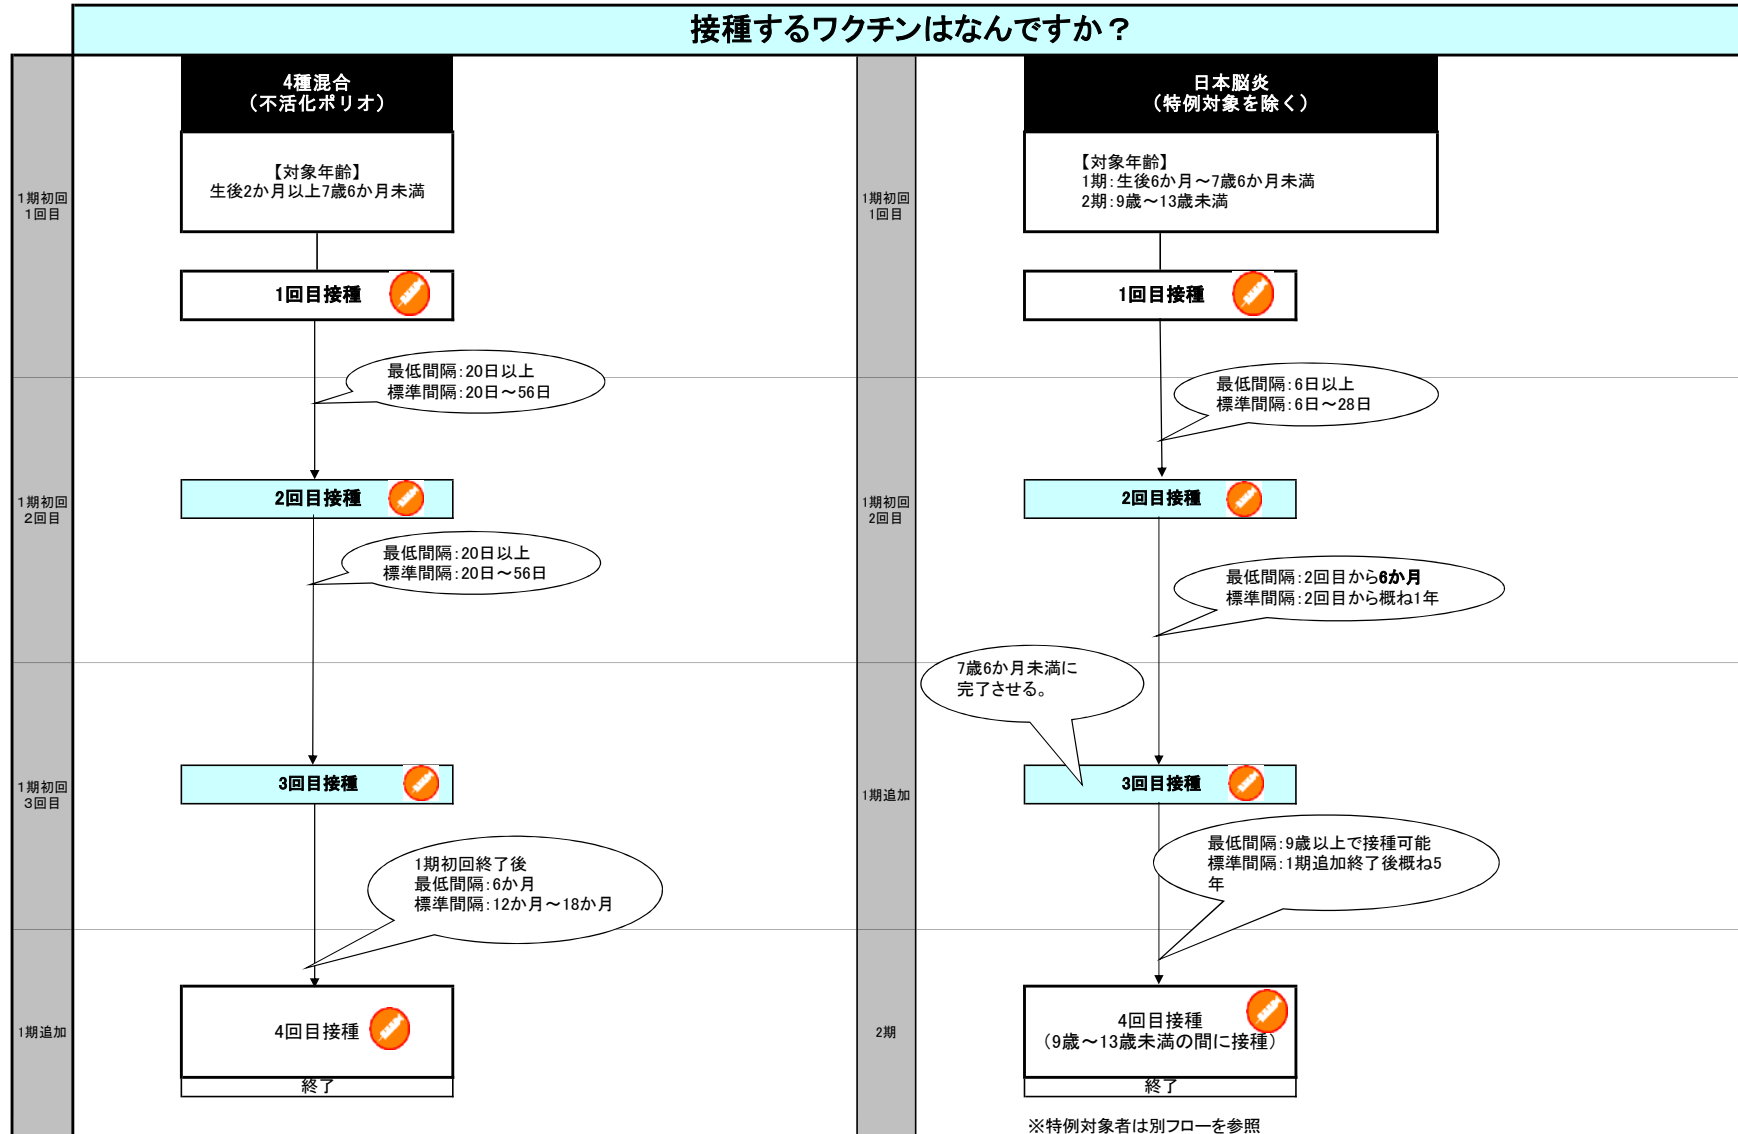 接種するワクチンはなんですか？
1期初回
1回目
4種混合
（不活化ポリオ）
【対象年齢】
生後2か月以上7歳6か月未満
1回目接種
最低間隔：20日以上
標準間隔：20日～56日
1期初回
2回目
2回目接種
最低間隔：20日以上
標準間隔：20日～56日
1期初回
3回目
3回目接種
1期初回終了後
最低間隔：6か月
標準間隔：12か月～18か月
1期追加
4回目接種
終了
1期初回
1回目
日本脳炎
（特例対象を除く）
【対象年齢】
1期：生後6か月～7歳6か月未満
2期：9歳～13歳未満
1回目接種
最低間隔：6日以上
標準間隔：6日～28日
1期初回
2回目
2回目接種
最低間隔：2回目から6か月
標準間隔：2回目から概ね1年
7歳6か月未満に
完了させる。
1期追加
3回目接種
最低間隔：9歳以上で接種可能
標準間隔：1期追加終了後概ね5
年
2期
4回目接種
（9歳～13歳未満の間に接種）
終了
※特例対象者は別フローを参照